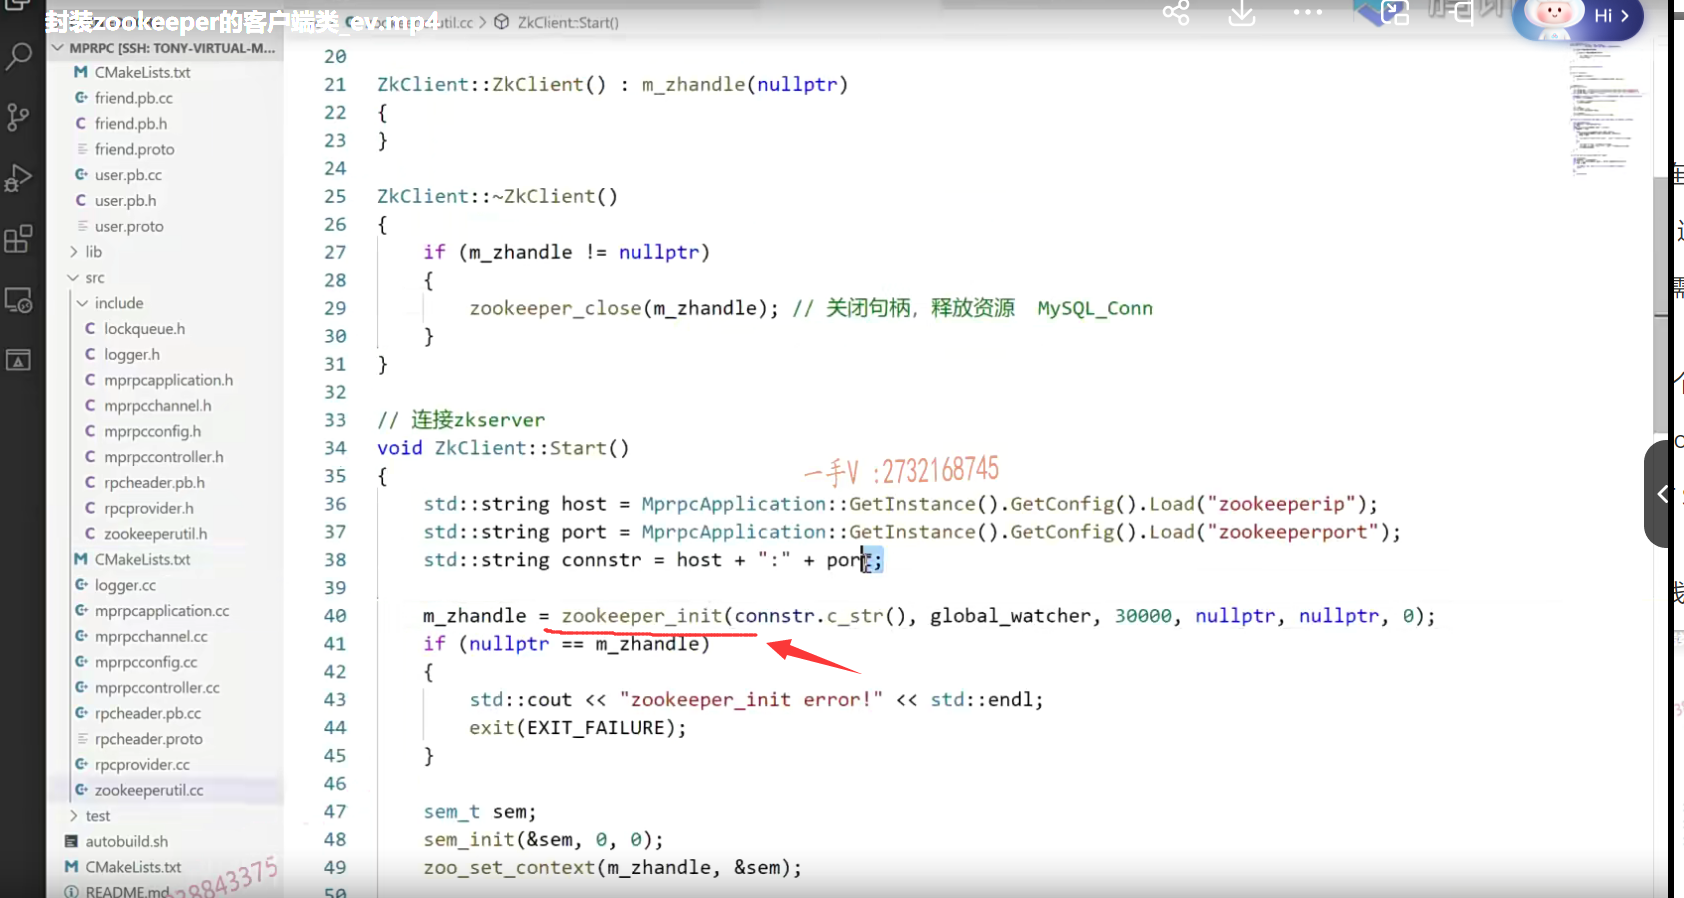 封装zookeeper的客户端类_ev.mp4
util.cc > ZkClient::Start()
Hi >
MPRPC [SSH: TONY-VIRTUAL-M...
CMakeLists.txt
friend.pb.cc
friend.pb.h
friend.proto
user.pb.cc
user.pb.h
user.proto
lib
src
include
lockqueue.h
logger.h
mprpcapplication.h
mprpcchannel.h
mprpcconfig.h
mprpccontroller.h
rpcheader.pb.h
rpcprovider.h
zookeeperutil.h
CMakeLists.txt
logger.cc
mprpcapplication.cc
mprpcchannel.cc
mprpcconfig.cc
mprpccontroller.cc
rpcheader.pb.cc
rpcheader.proto
rpcprovider.cc
zookeeperutil.cc
test
autobuild.sh
CMakeLists.txt
README.md
28843375
20
21 ZkClient::ZkClient() : m_zhandle(nullptr)
22 {
23 }
24
25 ZkClient::~ZkClient()
26 {
27 if (m_zhandle != nullptr)
28 {
29 zookeeper_close(m_zhandle); // 关闭句柄，释放资源 MySQL_Conn
30 }
31 }
32
33 // 连接zkserver
34 void ZkClient::Start()
35 {
一手V :2732168745
36 std::string host = MprpcApplication::GetInstance().GetConfig().Load("zookeeperip");
37 std::string port = MprpcApplication::GetInstance().GetConfig().Load("zookeeperport");
38 std::string connstr = host + ":" + port;
39
40 m_zhandle = zookeeper_init(connstr.c_str(), global_watcher, 30000, nullptr, nullptr, 0);
41 if (nullptr == m_zhandle)
42 {
43 std::cout << "zookeeper_init error!" << std::endl;
44 exit(EXIT_FAILURE);
45 }
46
47 sem_t sem;
48 sem_init(&sem, 0, 0);
49 zoo_set_context(m_zhandle, &sem);
50